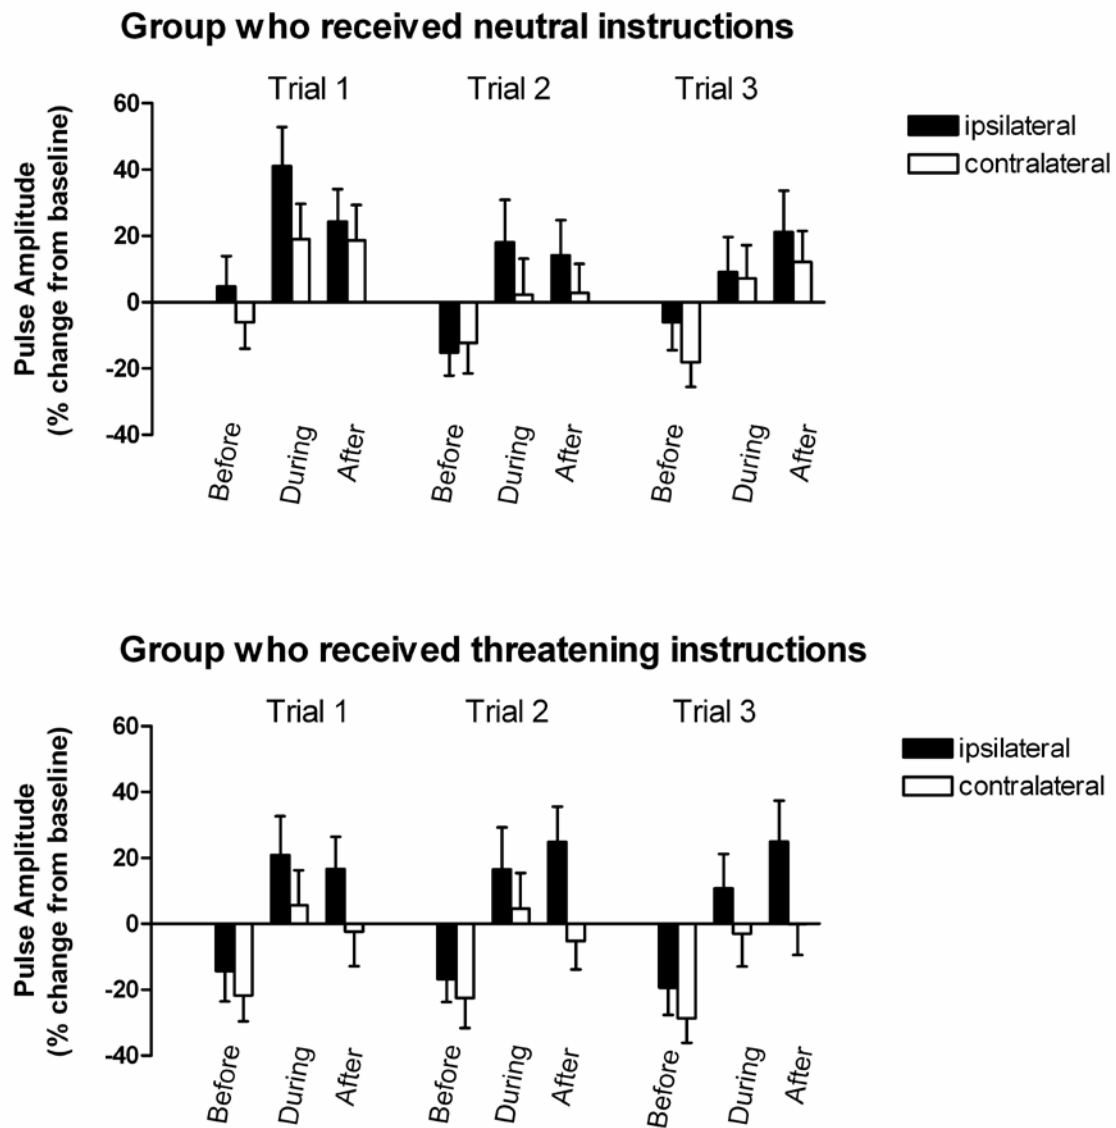 Group who received neutral instructions
Trial 1 Trial 2 Trial 3
ipsilateral
contralateral
Pulse Amplitude
(% change from baseline)
60
40
20
0
-20
-40
Before During After Before During After Before During After
Group who received threatening instructions
Trial 1 Trial 2 Trial 3
ipsilateral
contralateral
Pulse Amplitude
(% change from baseline)
60
40
20
0
-20
-40
Before During After Before During After Before During After